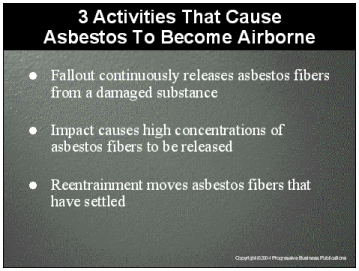 3 Activities That Cause
Asbestos To Become Airborne
● Fallout continuously releases asbestos fibers
from a damaged substance
● Impact causes high concentrations of
asbestos fibers to be released
● Reentrainment moves asbestos fibers that
have settled
Copyright ©2004 Progressive Business Publications